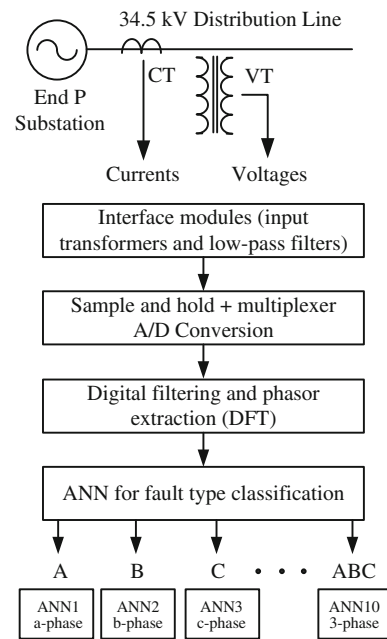 34.5 kV Distribution Line
CT
VT
End P
Substation
Currents
Voltages
Interface modules (input
transformers and low-pass filters)
Sample and hold + multiplexer
A/D Conversion
Digital filtering and phasor
extraction (DFT)
ANN for fault type classification
A B C • • • ABC
ANN1 ANN2 ANN3 ANN10
a-phase b-phase c-phase 3-phase